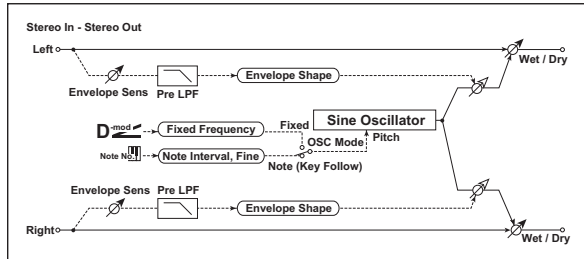 Stereo In - Stereo Out
Left
Wet / Dry
Envelope Sens
Pre LPF
Envelope Shape
D-mod
Fixed Frequency
Fixed
Sine Oscillator
OSC Mode
Pitch
Note No.
Note Interval, Fine
Note (Key Follow)
Envelope Sens
Pre LPF
Envelope Shape
Right
Wet / Dry